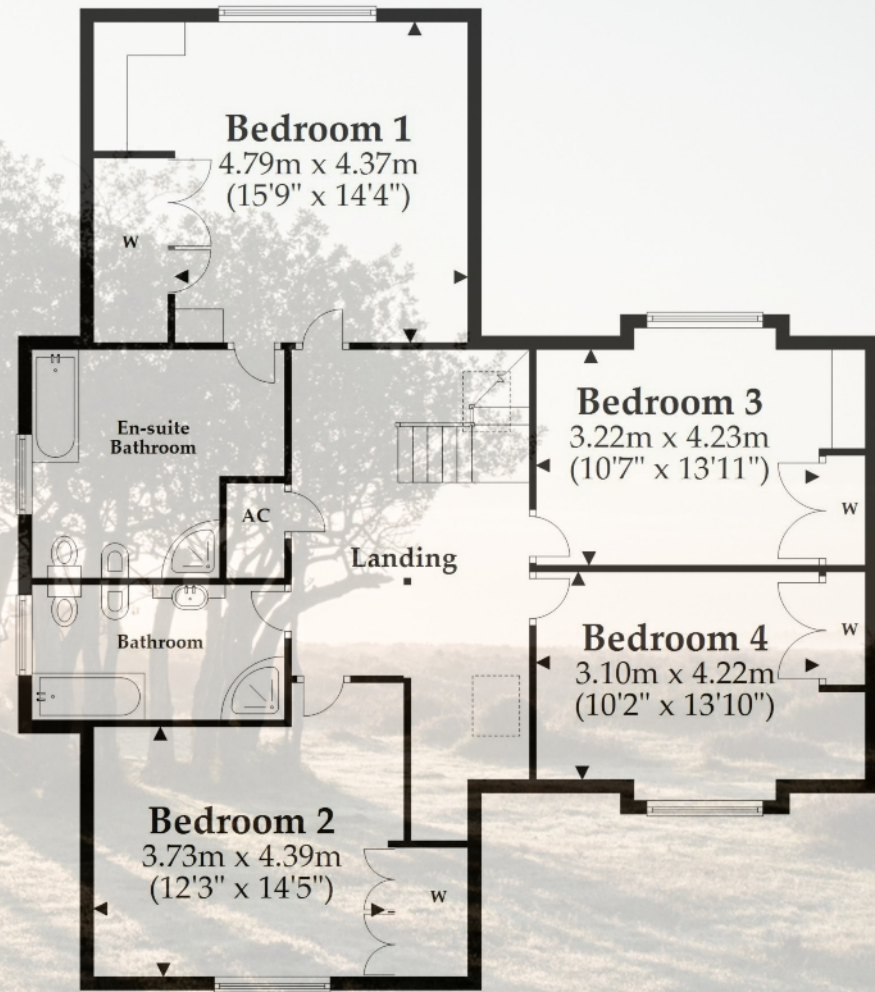 Bedroom 1
4.79m x 4.37m
(15'9" x 14'4")
W
En-suite
Bathroom
AC
Landing
Bedroom 3
3.22m x 4.23m
(10'7" x 13'11")
W
Bathroom
Bedroom 4
3.10m x 4.22m
(10'2" x 13'10")
W
Bedroom 2
3.73m x 4.39m
(12'3" x 14'5")
W